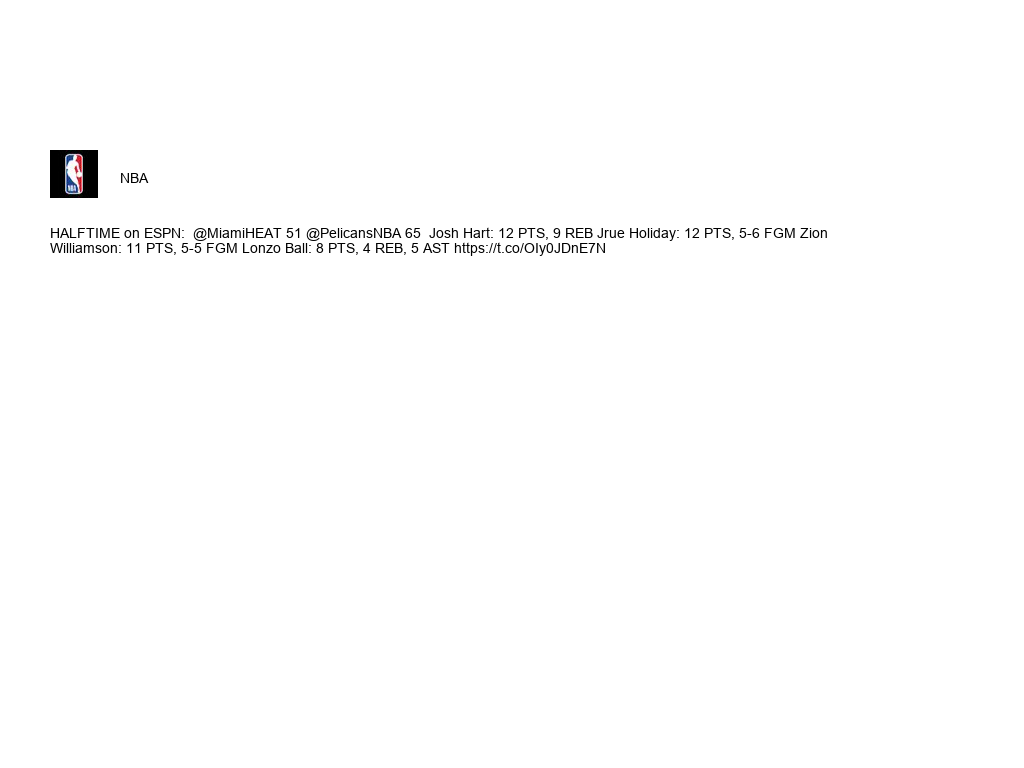 NBA
HALFTIME on ESPN:  @MiamiHEAT 51 @PelicansNBA 65  Josh Hart: 12 PTS, 9 REB Jrue Holiday: 12 PTS, 5-6 FGM Zion
Williamson: 11 PTS, 5-5 FGM Lonzo Ball: 8 PTS, 4 REB, 5 AST https://t.co/OIy0JDnE7N